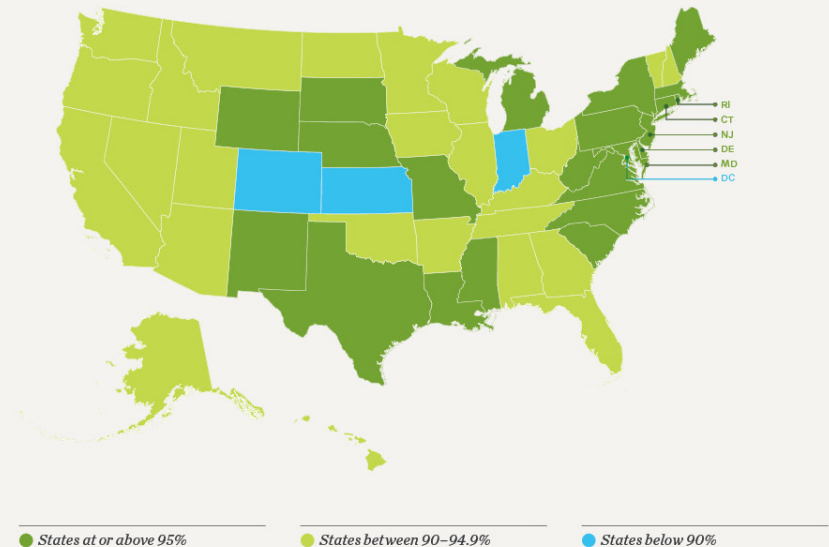 RI
CT
NJ
DE
MD
DC
States at or above 95%
States between 90–94.9%
States below 90%